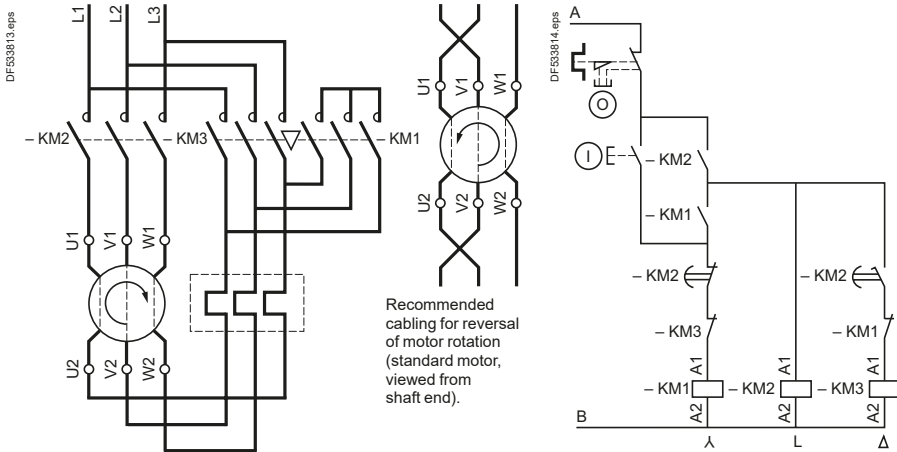 DF533813.eps
L1
L2
L3
– KM2
– KM3
– KM1
U1
V1
W1
U2
V2
W2
U1
V1
W1
U2
V2
W2
Recommended
cabling for reversal
of motor rotation
(standard motor,
viewed from
shaft end).
DF533814.eps
A
O
I
– KM2
– KM1
– KM2
– KM2
– KM3
– KM1
A1
A1
A1
– KM1
– KM2
– KM3
A2
A2
A2
B
L
Δ